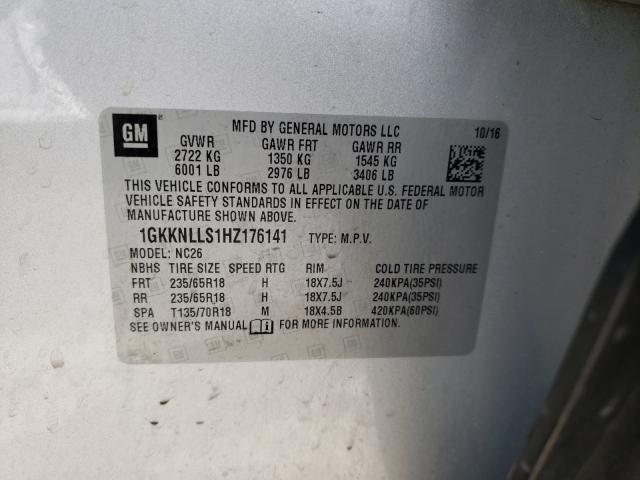 GM
MFD BY GENERAL MOTORS LLC 10/16
GVWR GAWR FRT GAWR RR
2722 KG 1350 KG 1545 KG
6001 LB 2976 LB 3406 LB
THIS VEHICLE CONFORMS TO ALL APPLICABLE U.S. FEDERAL MOTOR
VEHICLE SAFETY STANDARDS IN EFFECT ON THE DATE OF
MANUFACTURE SHOWN ABOVE.
1GKKNLLS1HZ176141 TYPE: M.P.V.
MODEL: NC26
NBHS TIRE SIZE SPEED RTG RIM COLD TIRE PRESSURE
FRT 235/65R18 H 18X7.5J 240KPA(35PSI)
RR 235/65R18 H 18X7.5J 240KPA(35PSI)
SPA T135/70R18 M 18X4.5B 420KPA(60PSI)
SEE OWNER'S MANUAL FOR MORE INFORMATION.